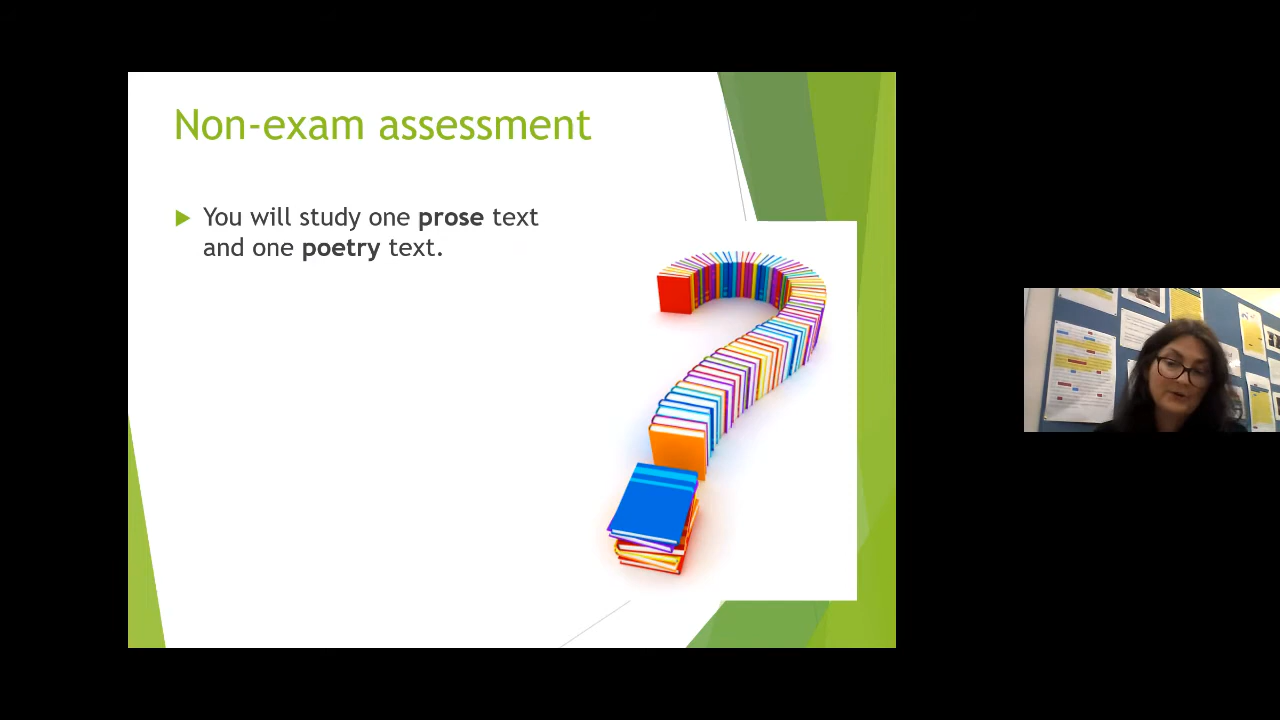 Non-exam assessment
You will study one prose text
and one poetry text.